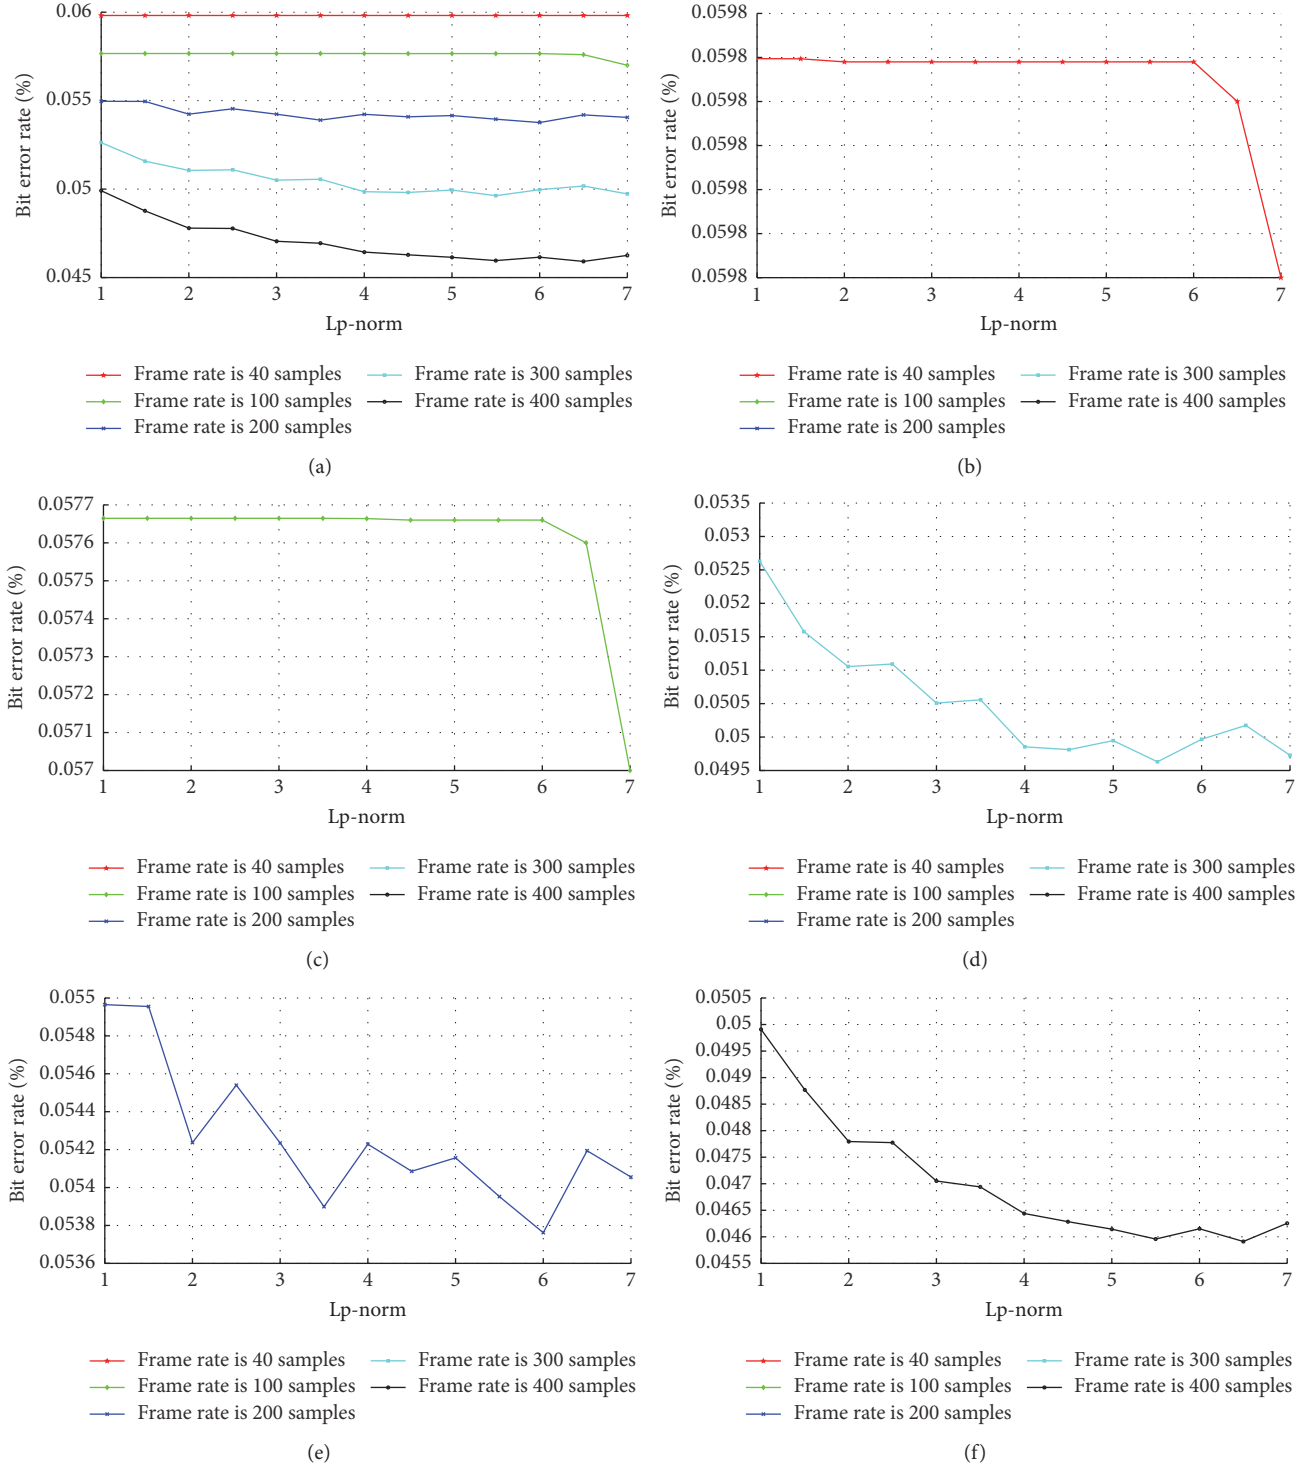 0.06
0.055
0.05
0.045
Bit error rate (%)
1 2 3 4 5 6 7
Lp-norm
Frame rate is 40 samples
Frame rate is 100 samples
Frame rate is 200 samples
Frame rate is 300 samples
Frame rate is 400 samples
(a)
0.0598
0.0598
0.0598
0.0598
0.0598
0.0598
0.0598
Bit error rate (%)
1 2 3 4 5 6 7
Lp-norm
Frame rate is 40 samples
Frame rate is 100 samples
Frame rate is 200 samples
Frame rate is 300 samples
Frame rate is 400 samples
(b)
0.0577
0.0576
0.0575
0.0574
0.0573
0.0572
0.0571
0.057
Bit error rate (%)
1 2 3 4 5 6 7
Lp-norm
Frame rate is 40 samples
Frame rate is 100 samples
Frame rate is 200 samples
Frame rate is 300 samples
Frame rate is 400 samples
(c)
0.0535
0.053
0.0525
0.052
0.0515
0.051
0.0505
0.05
0.0495
Bit error rate (%)
1 2 3 4 5 6 7
Lp-norm
Frame rate is 40 samples
Frame rate is 100 samples
Frame rate is 200 samples
Frame rate is 300 samples
Frame rate is 400 samples
(d)
0.055
0.0548
0.0546
0.0544
0.0542
0.054
0.0538
0.0536
Bit error rate (%)
1 2 3 4 5 6 7
Lp-norm
Frame rate is 40 samples
Frame rate is 100 samples
Frame rate is 200 samples
Frame rate is 300 samples
Frame rate is 400 samples
(e)
0.0505
0.05
0.0495
0.049
0.0485
0.048
0.0475
0.047
0.0465
0.046
0.0455
Bit error rate (%)
1 2 3 4 5 6 7
Lp-norm
Frame rate is 40 samples
Frame rate is 100 samples
Frame rate is 200 samples
Frame rate is 300 samples
Frame rate is 400 samples
(f)